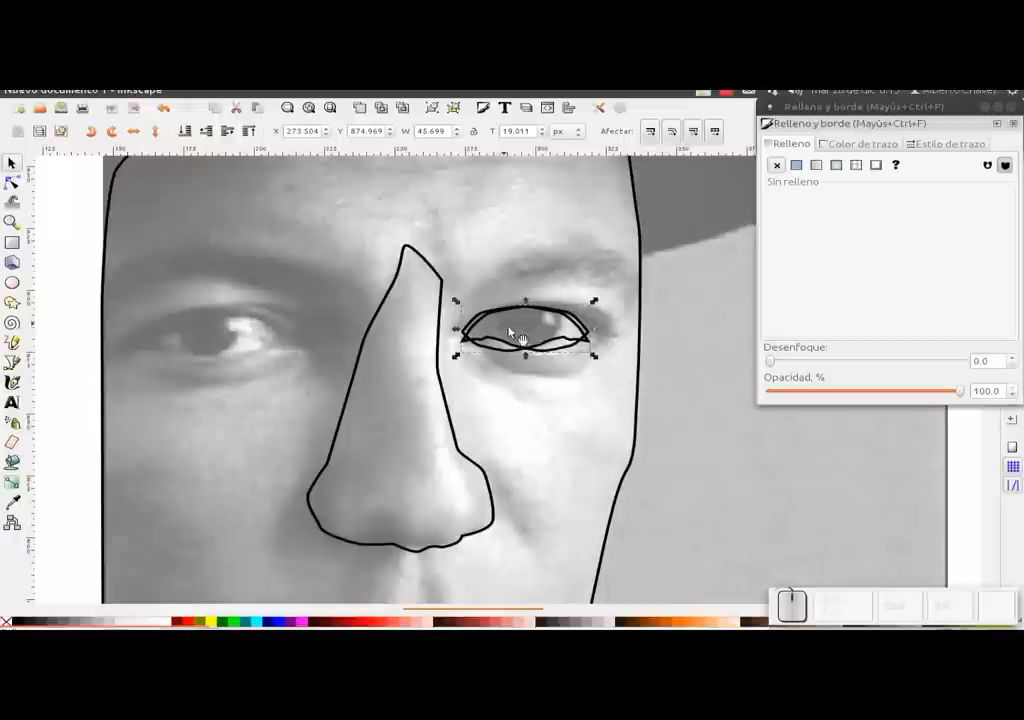 Nuevo documento 1 - Inkscape
Relleno y borde (Mayús+Ctrl+F)
X 273.504 Y 874.969 W 45.699 T 19.011 px Afectar:
Relleno y borde (Mayús+Ctrl+F)
Relleno Color de trazo Estilo de trazo
Sin relleno
Desenfoque:
0.0
Opacidad, %
100.0